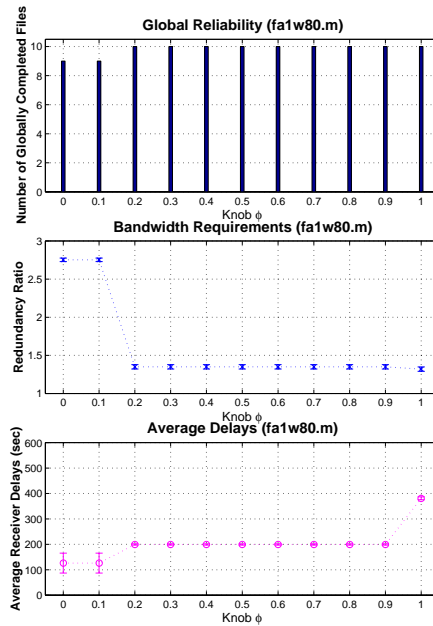 Global Reliability (fa1w80.m)
Number of Globally Completed Files
10
8
6
4
2
0
0 0.1 0.2 0.3 0.4 0.5 0.6 0.7 0.8 0.9 1
Knob ϕ
Bandwidth Requirements (fa1w80.m)
Redundancy Ratio
3
2.5
2
1.5
1
0 0.1 0.2 0.3 0.4 0.5 0.6 0.7 0.8 0.9 1
Knob ϕ
Average Delays (fa1w80.m)
Average Receiver Delays (sec)
600
500
400
300
200
100
0
0 0.1 0.2 0.3 0.4 0.5 0.6 0.7 0.8 0.9 1
Knob ϕ